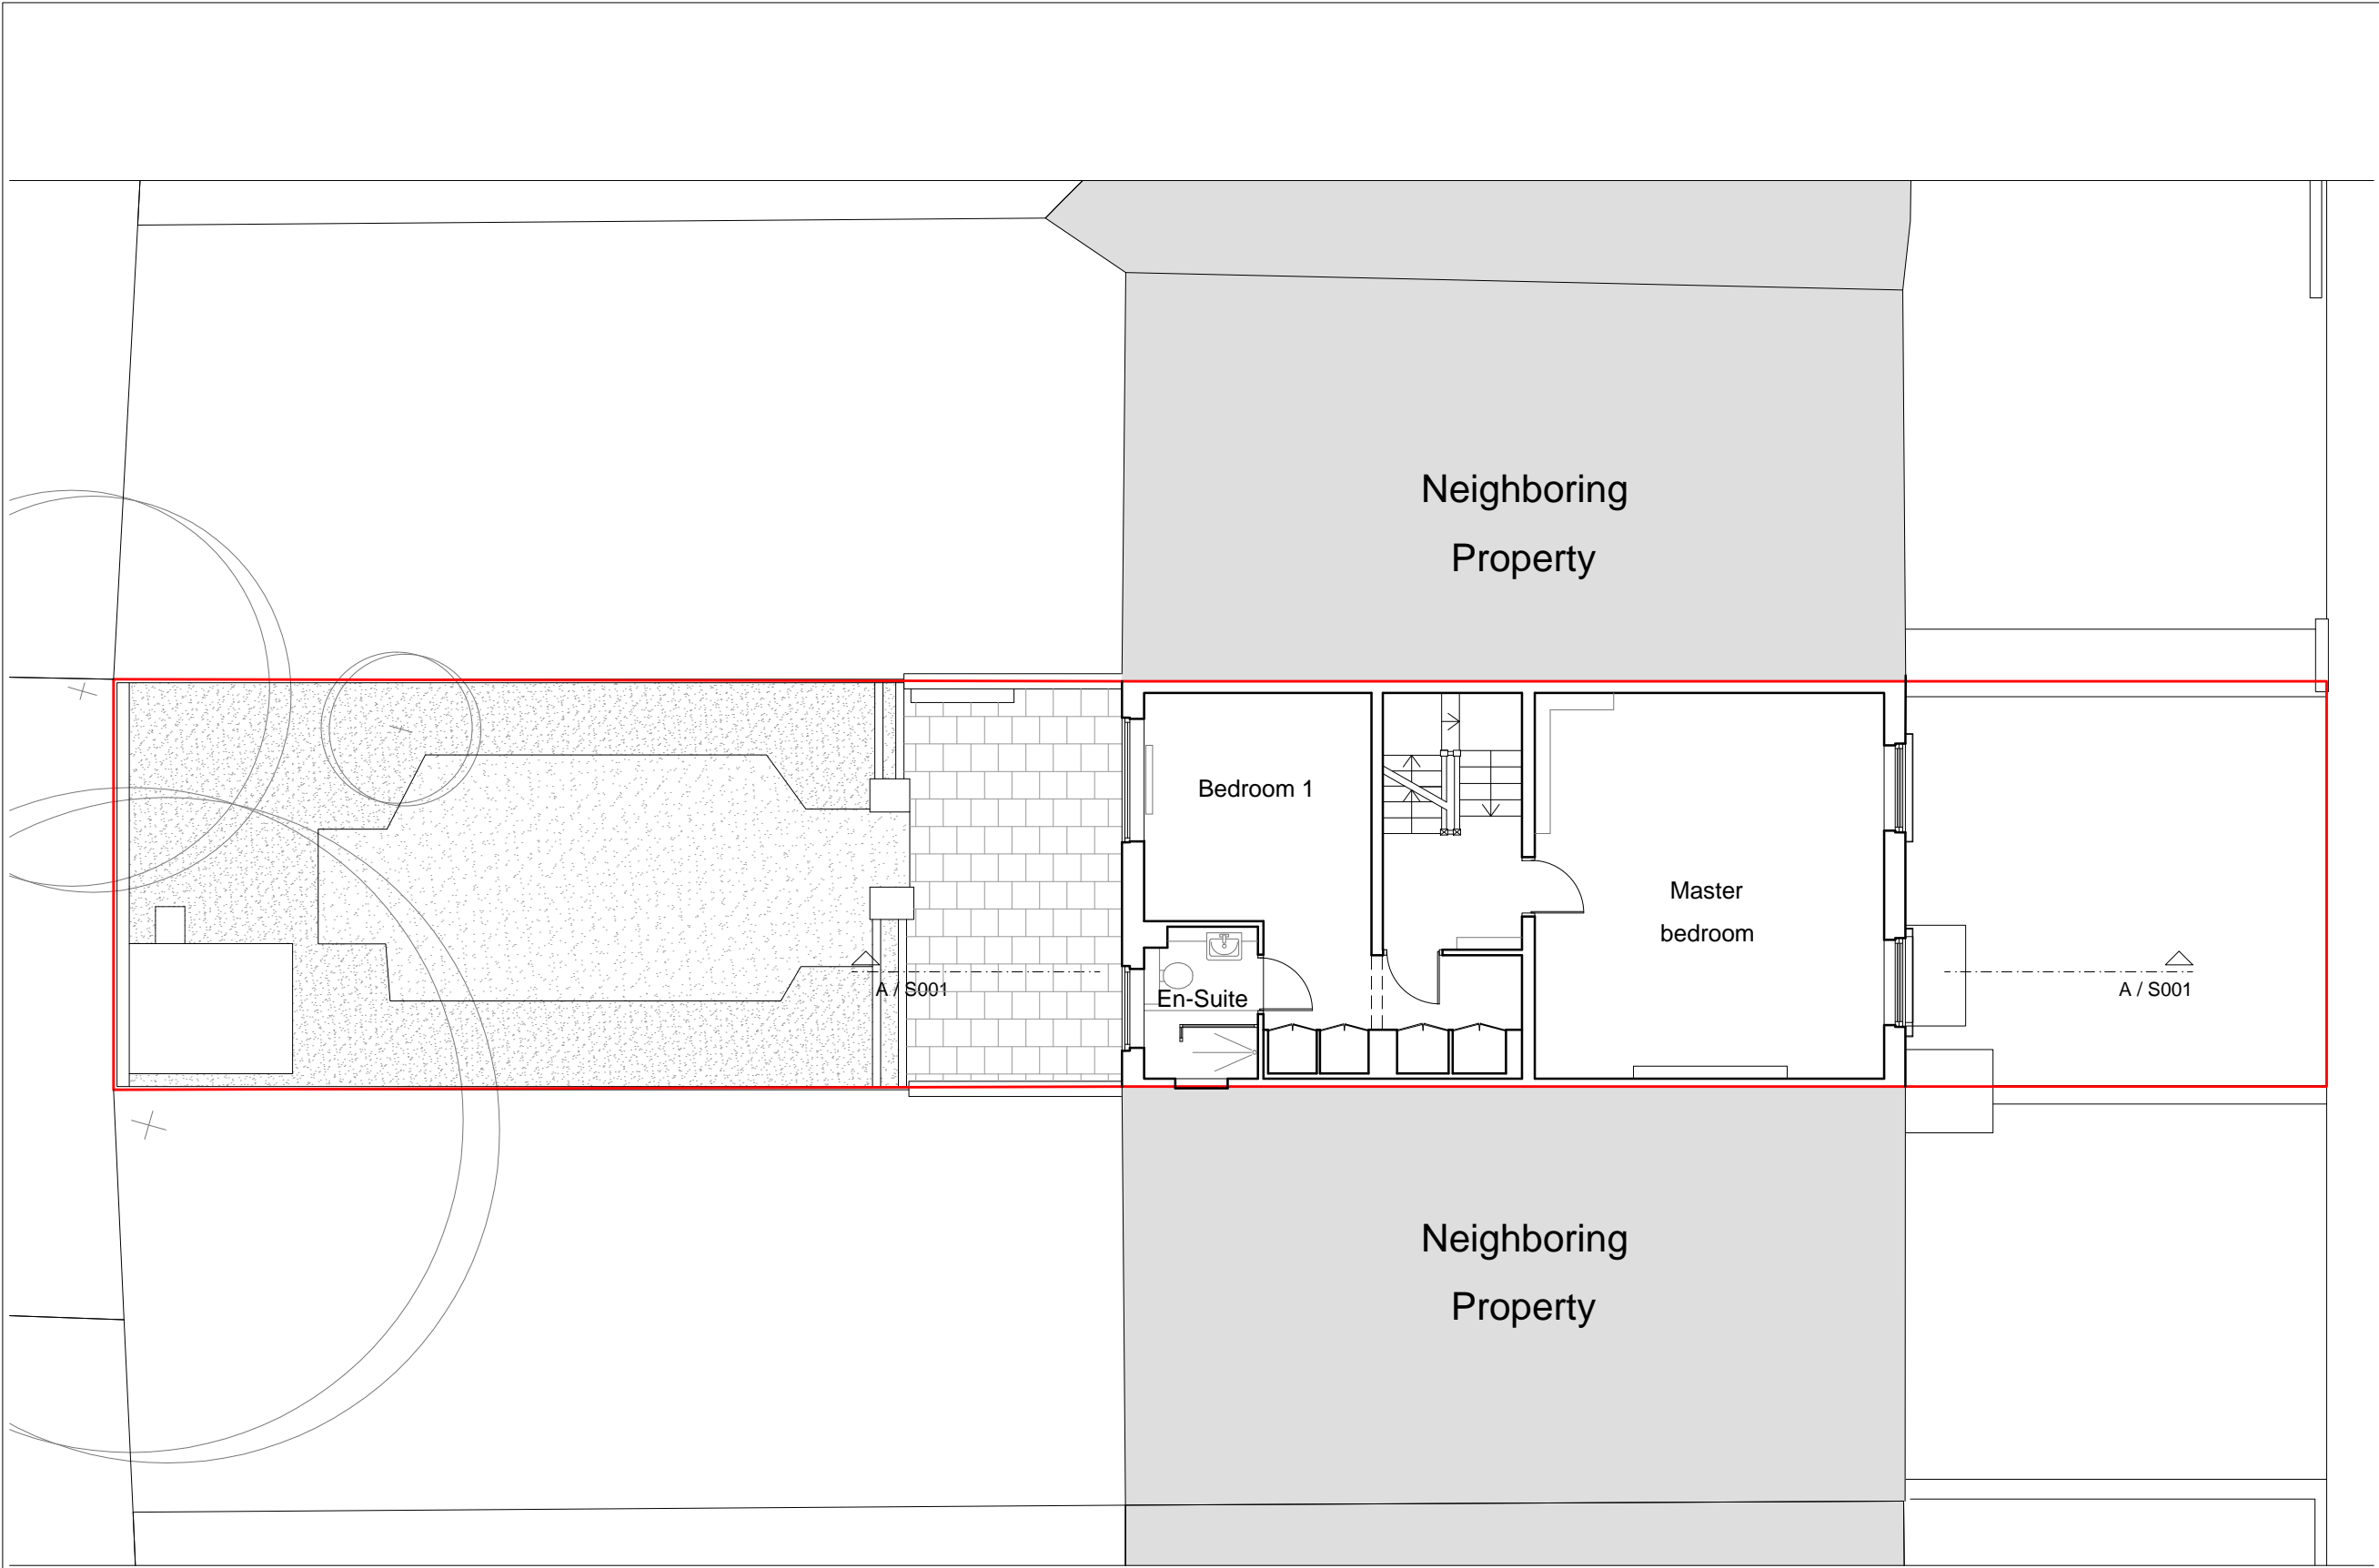 Neighboring
Property
Bedroom 1
Master
bedroom
A / S001
En-Suite
A / S001
Neighboring
Property